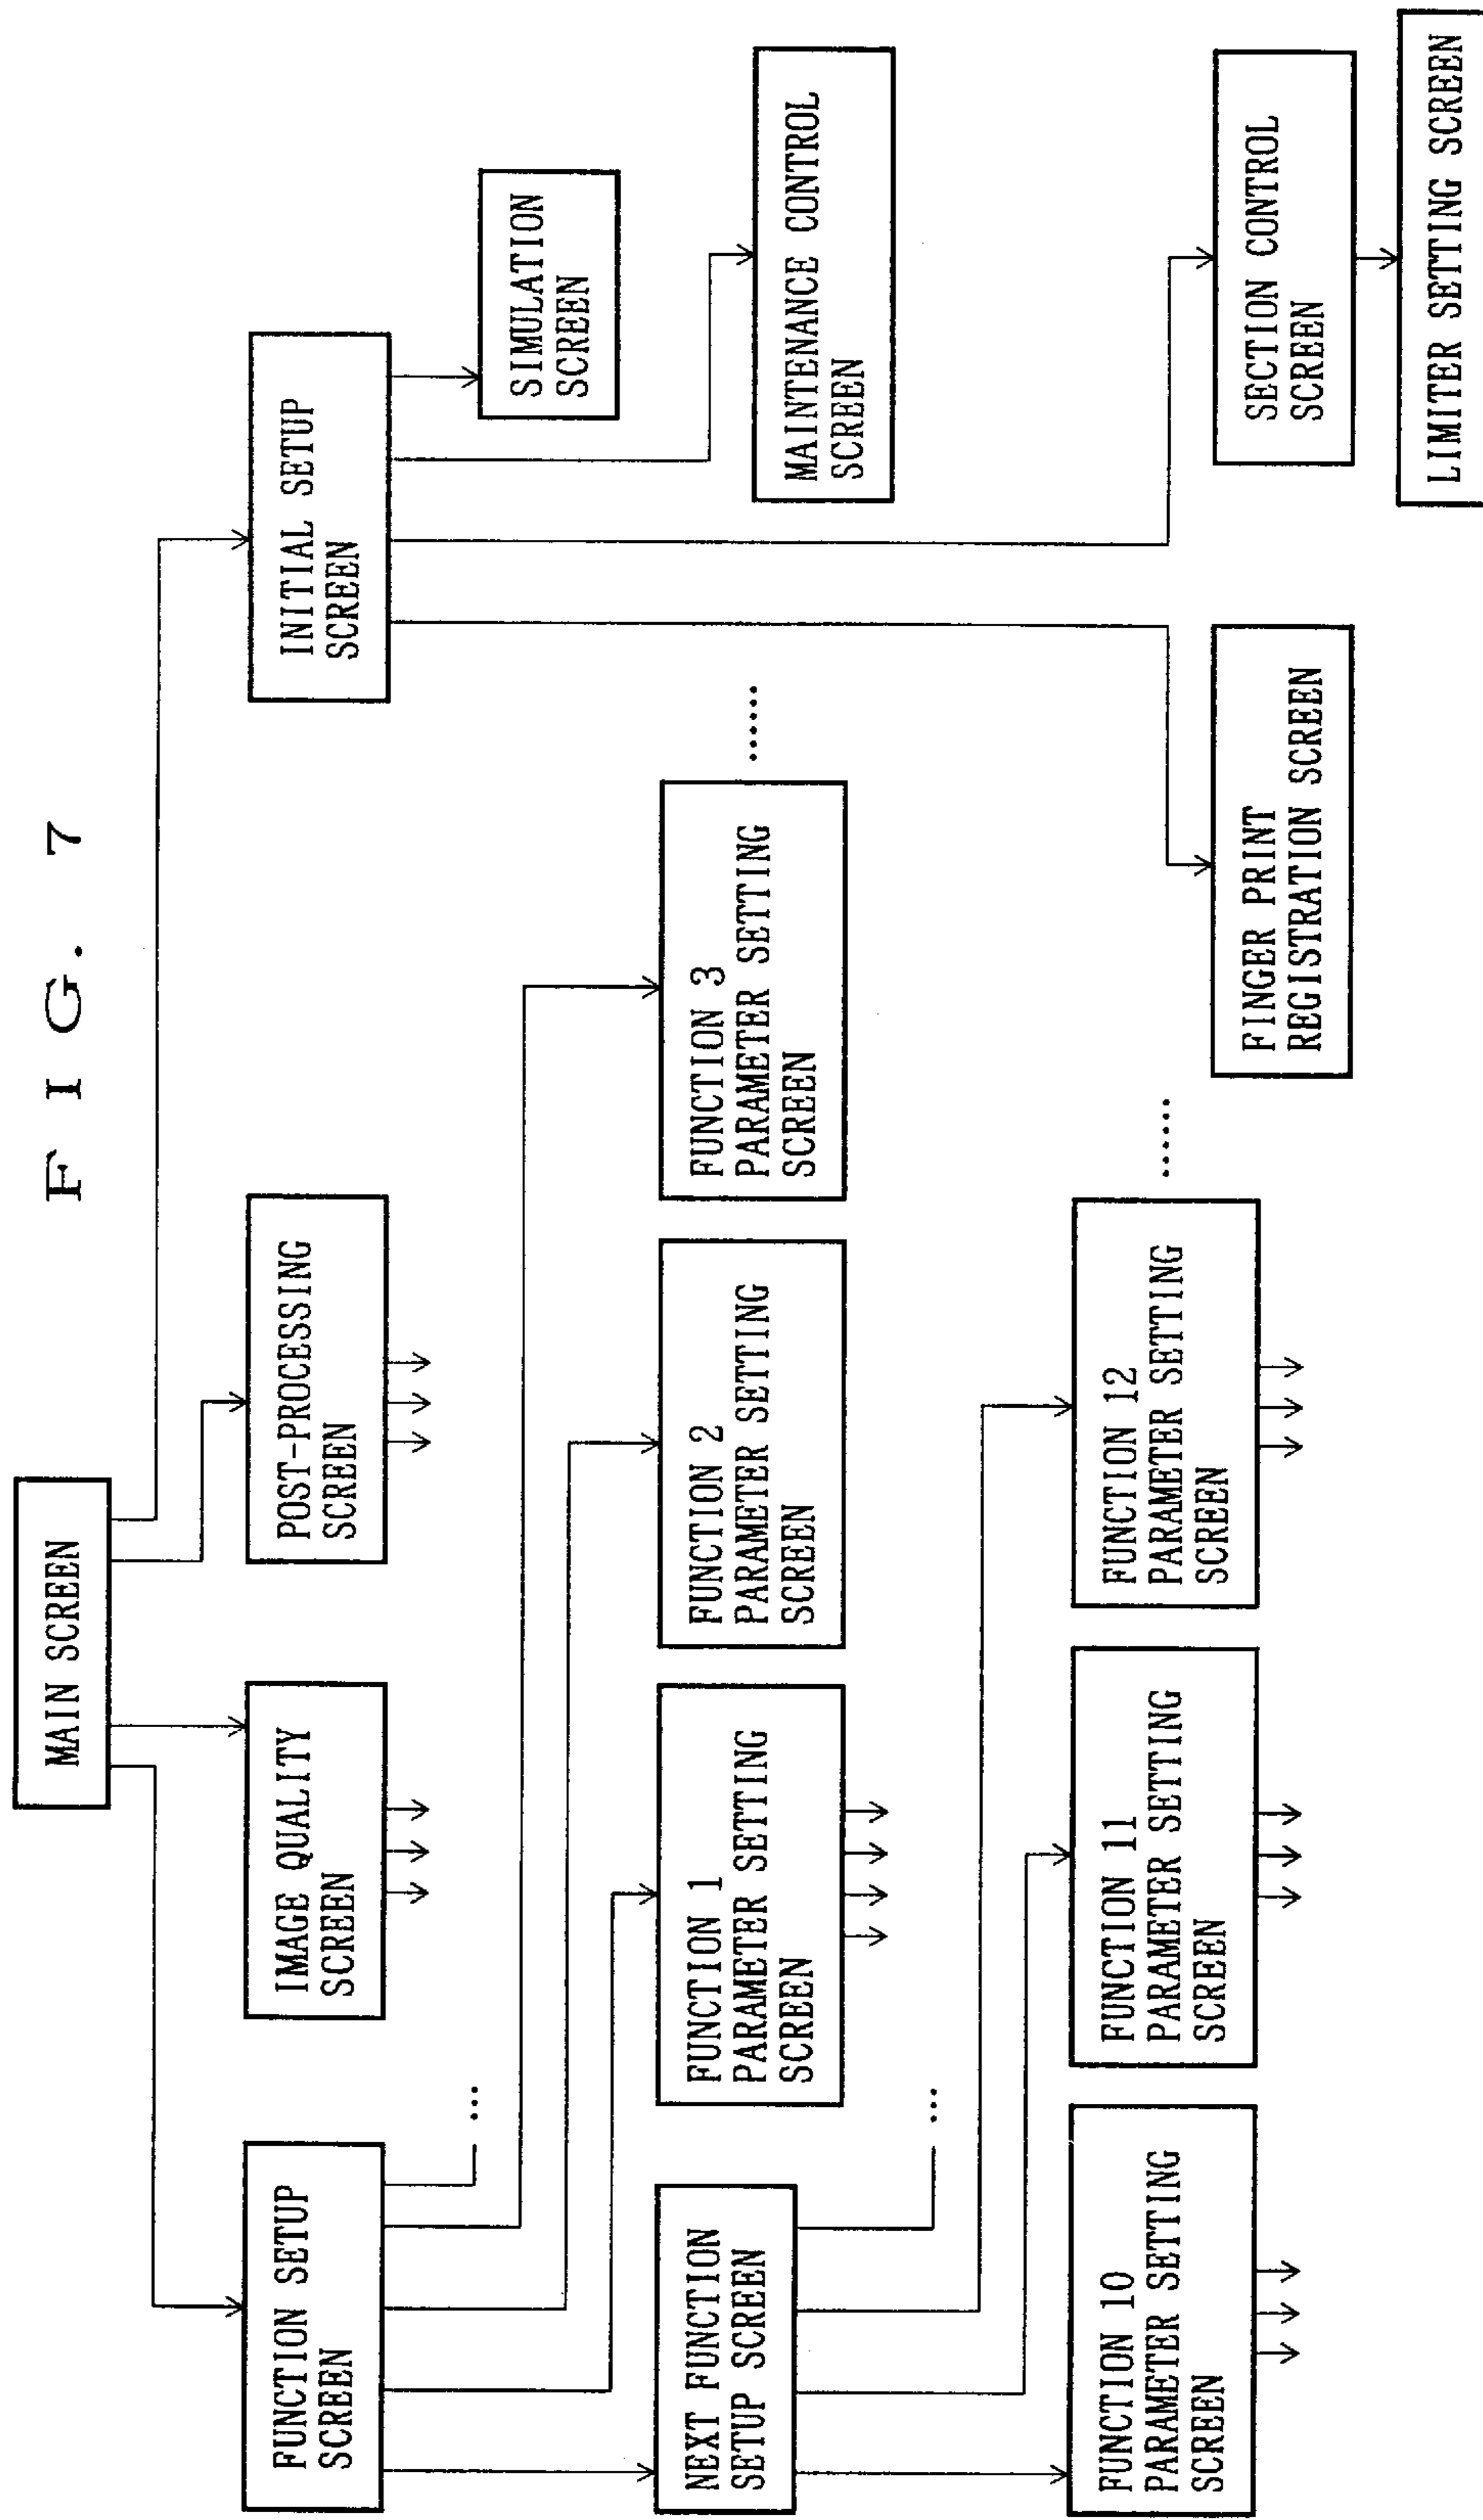 F I G. 7
MAIN SCREEN
FUNCTION SETUP
SCREEN
IMAGE QUALITY
SCREEN
POST-PROCESSING
SCREEN
INITIAL SETUP
SCREEN
...
SIMULATION
SCREEN
NEXT FUNCTION
SETUP SCREEN
FUNCTION 1
PARAMETER SETTING
SCREEN
FUNCTION 2
PARAMETER SETTING
SCREEN
FUNCTION 3
PARAMETER SETTING
SCREEN
......
MAINTENANCE CONTROL
SCREEN
...
FUNCTION 10
PARAMETER SETTING
SCREEN
FUNCTION 11
PARAMETER SETTING
SCREEN
FUNCTION 12
PARAMETER SETTING
SCREEN
......
FINGER PRINT
REGISTRATION SCREEN
SECTION CONTROL
SCREEN
LIMITER SETTING SCREEN